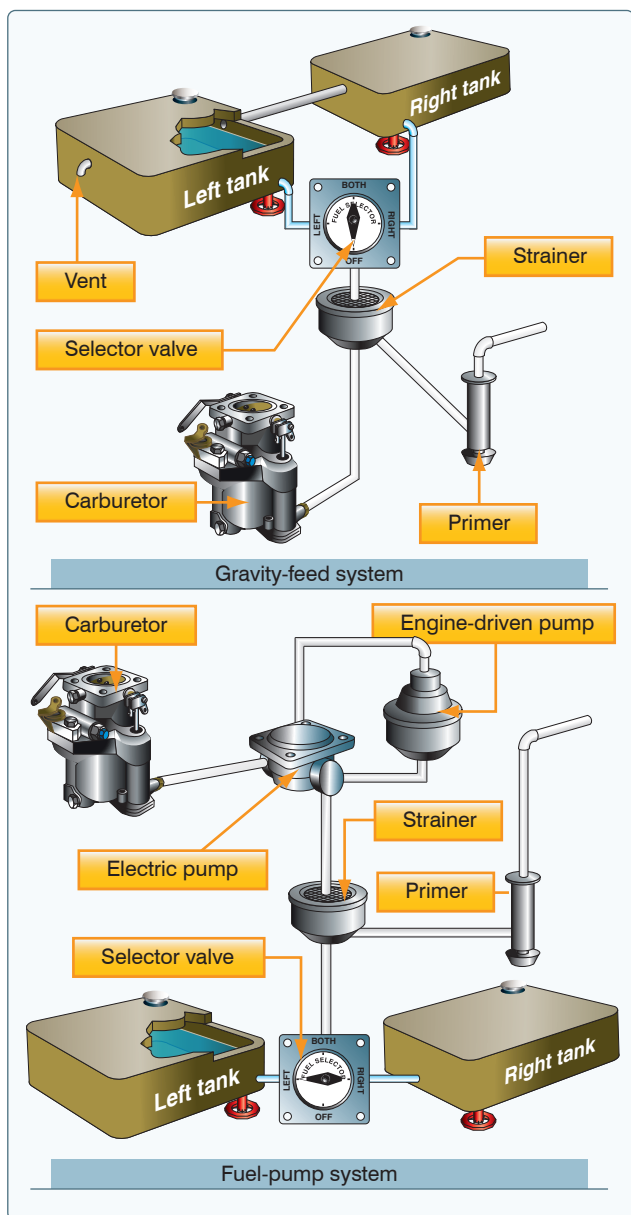 Right tank
Left tank
BOTH
LEFT
FUEL SELECTOR
RIGHT
OFF
Vent
Strainer
Selector valve
Carburetor
Primer
Gravity-feed system
Carburetor
Engine-driven pump
Strainer
Electric pump
Primer
Selector valve
BOTH
LEFT
FUEL SELECTOR
RIGHT
OFF
Left tank
Right tank
Fuel-pump system